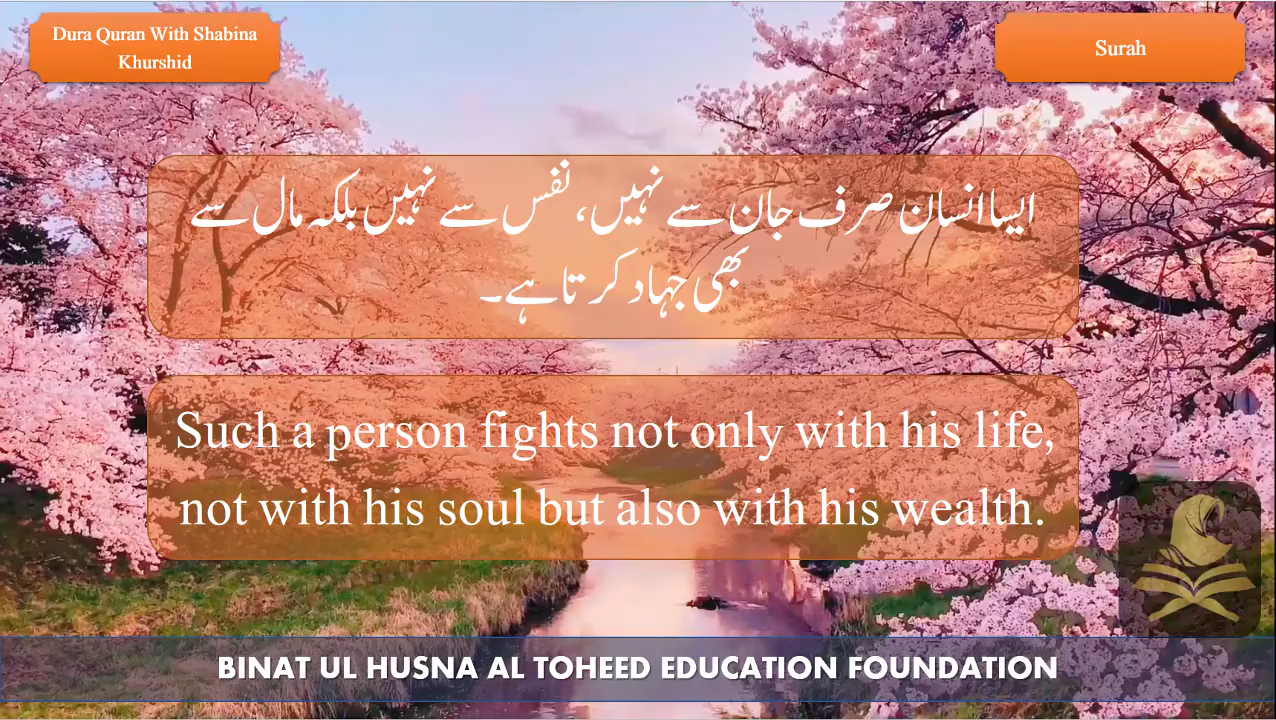 Dura Quran With Shabina
Khurshid
Surah
ایسا انسان صرف جان سے نہیں، نفس سے نہیں بلکہ مال سے
بھی جہاد کرتا ہے۔
Such a person fights not only with his life,
not with his soul but also with his wealth.
BINAT UL HUSNA AL TOHEED EDUCATION FOUNDATION